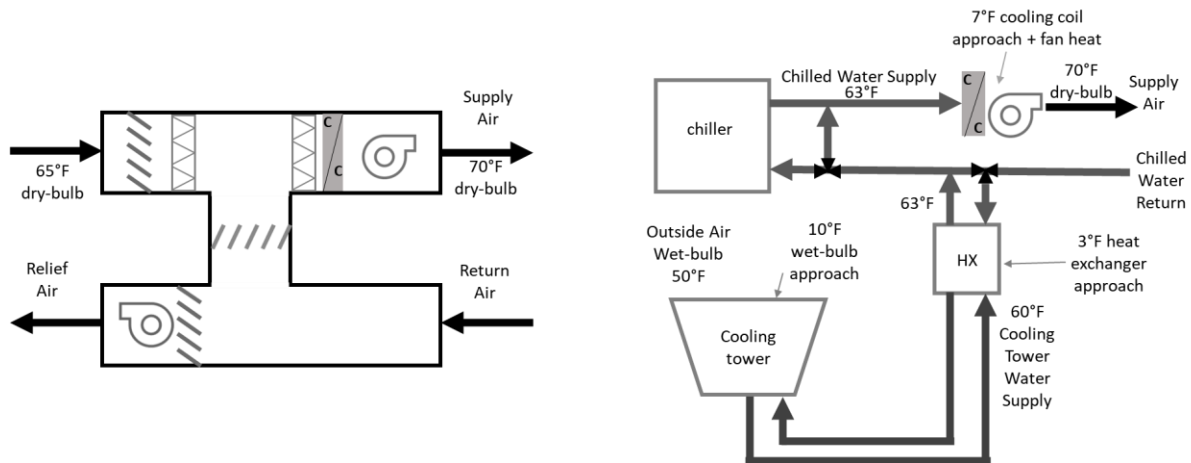 Supply
Air
65°F
dry-bulb
C
C
70°F
dry-bulb
Relief
Air
Return
Air
7°F cooling coil
approach + fan heat
Chilled Water Supply
63°F
C
C
70°F
dry-bulb
Supply
Air
chiller
Chilled
Water
Return
63°F
Outside Air
Wet-bulb
50°F
10°F
wet-bulb
approach
HX
3°F heat
exchanger
approach
Cooling
tower
60°F
Cooling
Tower
Water
Supply